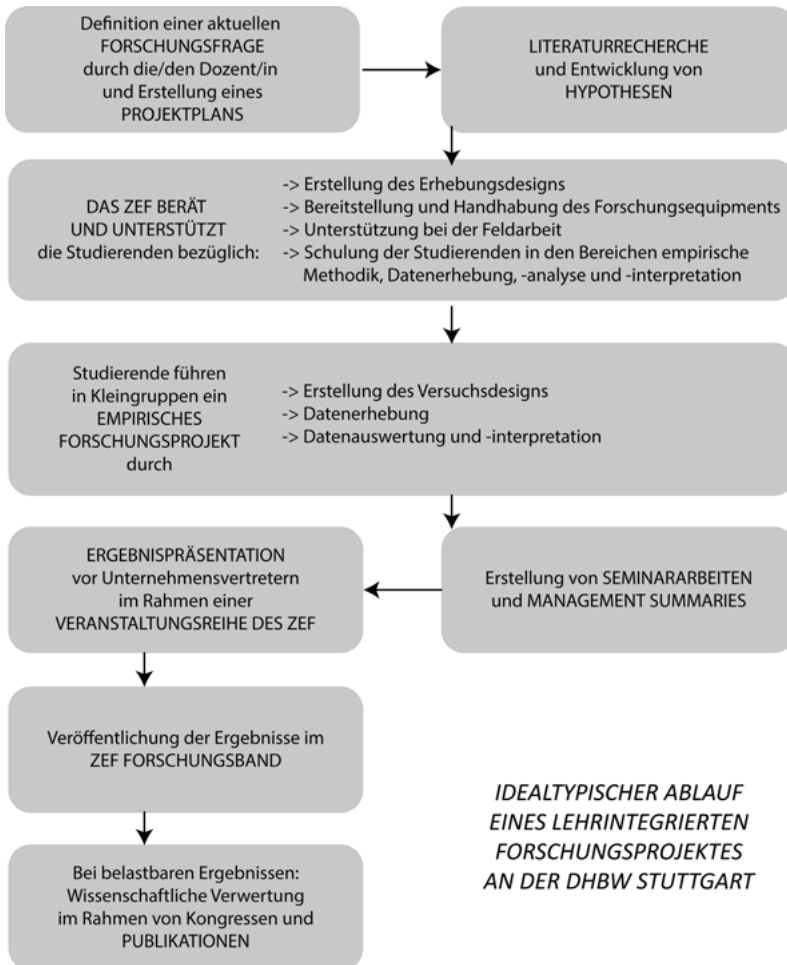 Definition einer aktuellen
FORSCHUNGSFRAGE
durch die/den Dozent/in
und Erstellung eines
PROJEKTPLANS
LITERATURRECHERCHE
und Entwicklung von
HYPOTHESEN
DAS ZEF BERÄT
UND UNTERSTÜTZT
die Studierenden bezüglich:
-> Erstellung des Erhebungsdesigns
-> Bereitstellung und Handhabung des Forschungsequipments
-> Unterstützung bei der Feldarbeit
-> Schulung der Studierenden in den Bereichen empirische
Methodik, Datenerhebung, -analyse und -interpretation
Studierende führen
in Kleingruppen ein
EMPIRISCHES
FORSCHUNGSPROJEKT
durch
-> Erstellung des Versuchsdesigns
-> Datenerhebung
-> Datenauswertung und -interpretation
Erstellung von SEMINARARBEITEN
und MANAGEMENT SUMMARIES
ERGEBNISPRÄSENTATION
vor Unternehmensvertretern
im Rahmen einer
VERANSTALTUNGSREIHE DES ZEF
Veröffentlichung der Ergebnisse im
ZEF FORSCHUNGSBAND
Bei belastbaren Ergebnissen:
Wissenschaftliche Verwertung
im Rahmen von Kongressen und
PUBLIKATIONEN
IDEALTYPISCHER ABLAUF
EINES LEHRINTEGRIERTEN
FORSCHUNGSPROJEKTES
AN DER DHBW STUTTGART